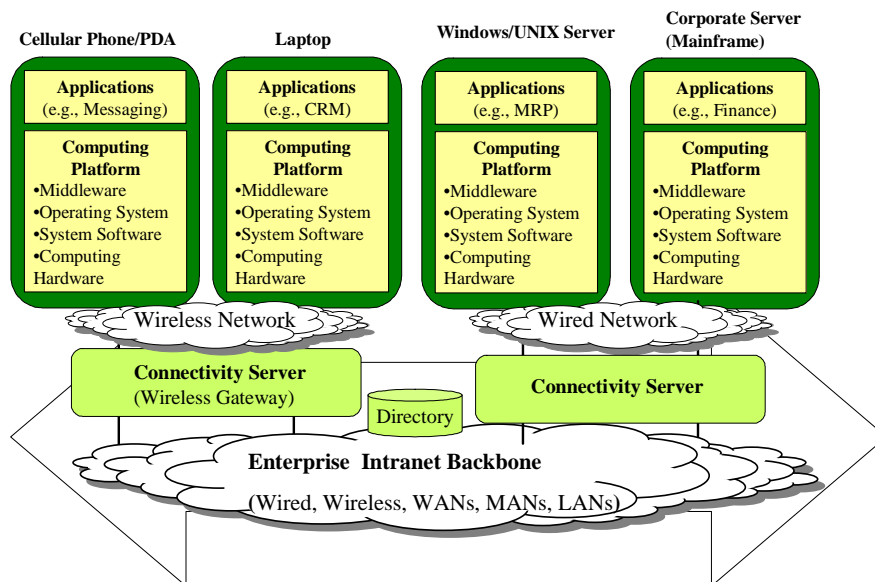 Cellular Phone/PDA
Applications
(e.g., Messaging)
Computing
Platform
•Middleware
•Operating System
•System Software
•Computing
Hardware
Laptop
Applications
(e.g., CRM)
Computing
Platform
•Middleware
•Operating System
•System Software
•Computing
Hardware
Windows/UNIX Server
Applications
(e.g., MRP)
Computing
Platform
•Middleware
•Operating System
•System Software
•Computing
Hardware
Corporate Server
(Mainframe)
Applications
(e.g., Finance)
Computing
Platform
•Middleware
•Operating System
•System Software
•Computing
Hardware
Wireless Network
Wired Network
Connectivity Server
(Wireless Gateway)
Directory
Connectivity Server
Enterprise Intranet Backbone
(Wired, Wireless, WANs, MANs, LANs)